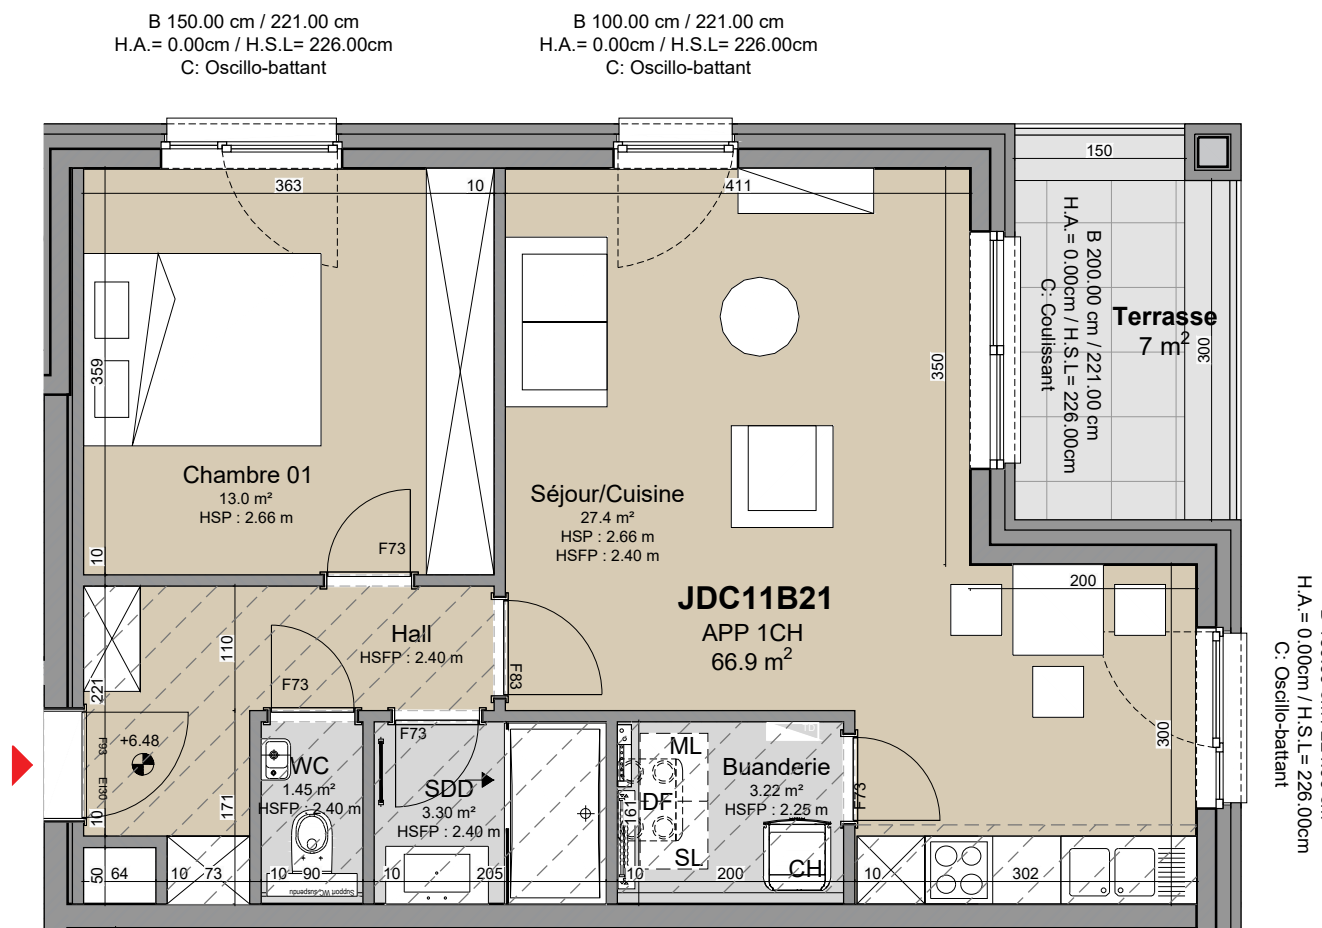 B 150.00 cm / 221.00 cm
H.A.= 0.00cm / H.S.L= 226.00cm
C: Oscillo-battant
B 100.00 cm / 221.00 cm
H.A.= 0.00cm / H.S.L= 226.00cm
C: Oscillo-battant
363
10
411
150
B 200.00 cm / 221.00 cm
H.A.= 0.00cm / H.S.L= 226.00cm
C: Coulissant
Terrasse
7 m²
300
359
350
Chambre 01
13.0 m²
HSP : 2.66 m
F73
10
Séjour/Cuisine
27.4 m²
HSP : 2.66 m
HSFP : 2.40 m
JDC11B21
APP 1CH
66.9 m²
200
H.A.= 0.00cm / H.S.L= 226.00cm
C: Oscillo-battant
Hall
HSFP : 2.40 m
110
221
F73
F83
300
+6.48
F93
EI30
10
171
WC
1.45 m²
HSFP : 2.40 m
F73
SDD
3.30 m²
HSFP : 2.40 m
ML
DF
SL
161
Buanderie
3.22 m²
HSFP : 2.25 m
F73
CH
50
64
10
73
10
90
Support WC suspendu
10
205
10
200
10
302